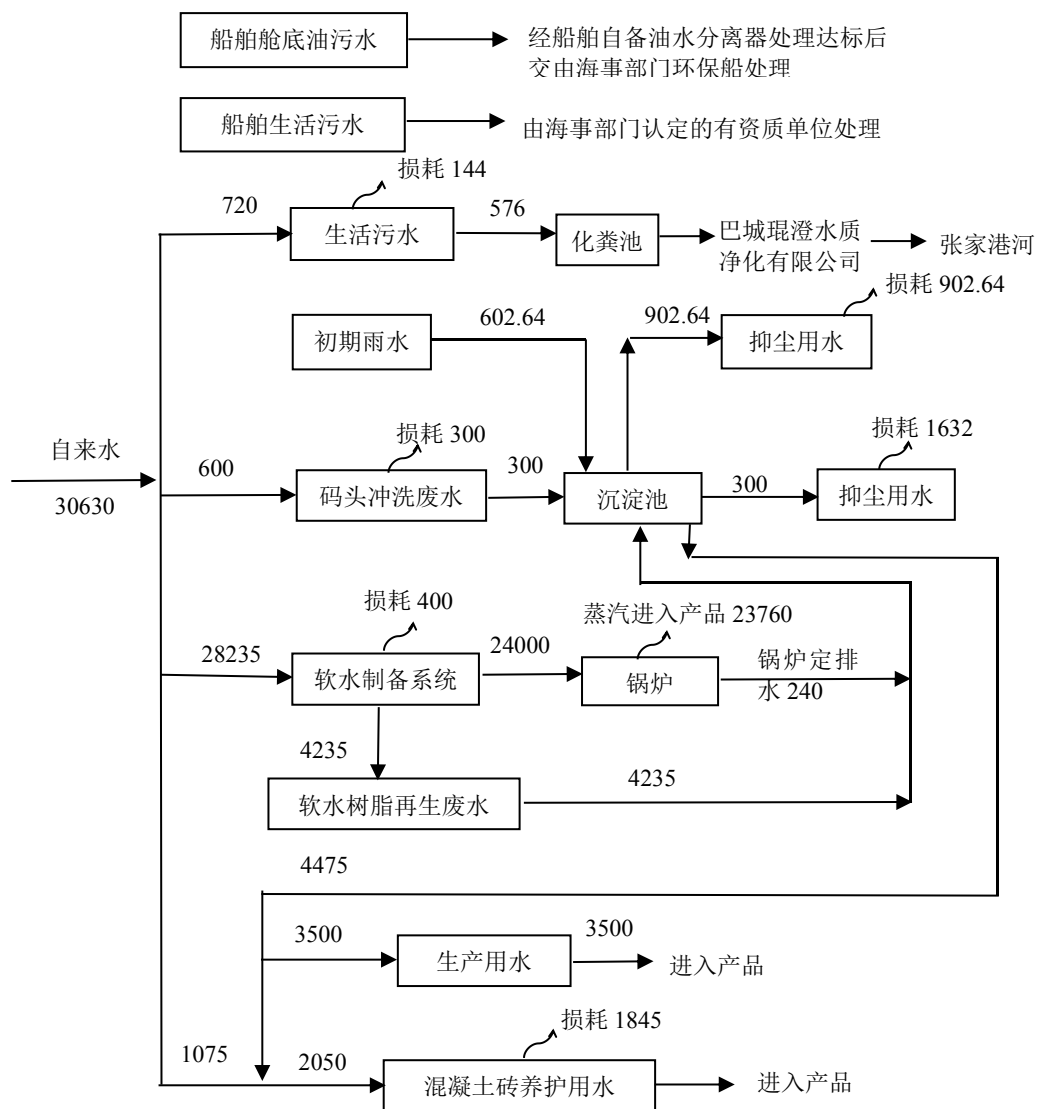 船舶舱底油污水
经船舶自备油水分离器处理达标后
交由海事部门环保船处理
船舶生活污水
由海事部门认定的有资质单位处理
损耗 144
720
生活污水
576
化粪池
巴城琨澄水质
净化有限公司
张家港河
损耗 902.64
初期雨水
602.64
902.64
抑尘用水
自来水
30630
损耗 300
600
码头冲洗废水
300
沉淀池
300
损耗 1632
抑尘用水
损耗 400
28235
软水制备系统
24000
蒸汽进入产品 23760
锅炉
锅炉定排
水 240
4235
软水树脂再生废水
4235
4475
3500
生产用水
3500
进入产品
损耗 1845
1075
2050
混凝土砖养护用水
进入产品